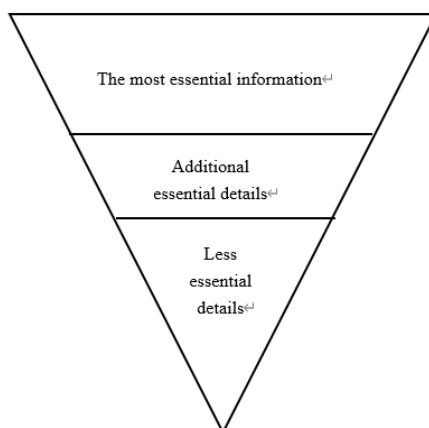 The most essential information↵
Additional
essential details↵
Less
essential
details↵